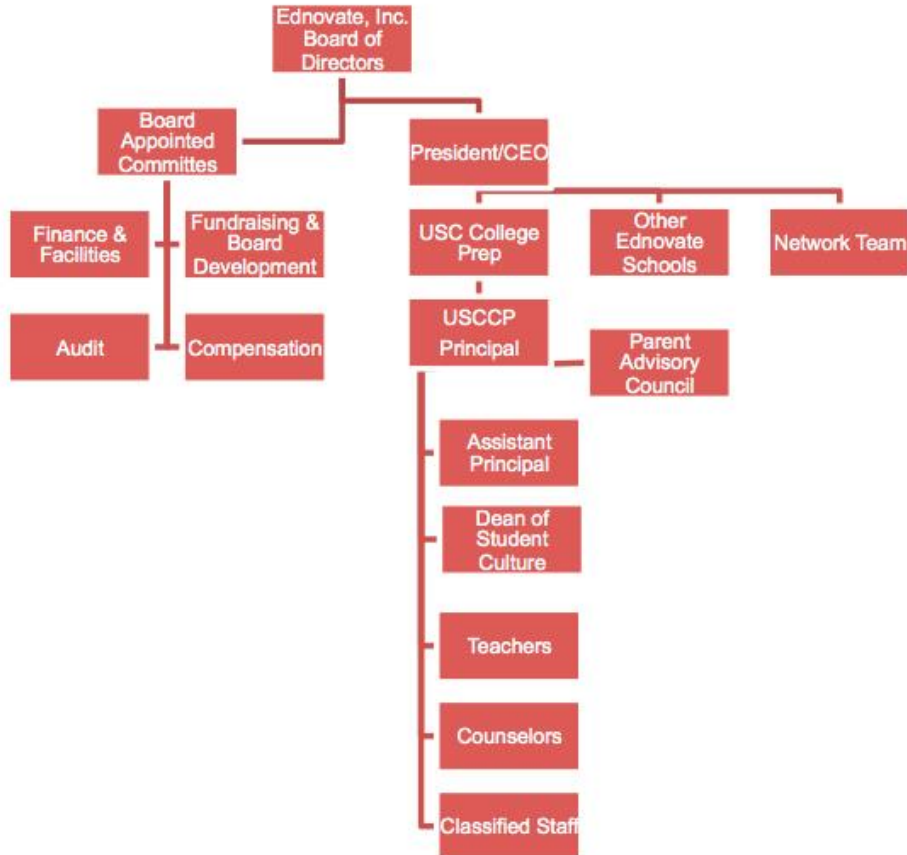 Ednovate, Inc.
Board of
Directors
Board
Appointed
Committes
President/CEO
Finance &
Facilities
Fundraising &
Board
Development
USC College
Prep
Other
Ednovate
Schools
Network Team
Audit
Compensation
USCCP
Principal
Parent
Advisory
Council
Assistant
Principal
Dean of
Student
Culture
Teachers
Counselors
Classified Staff